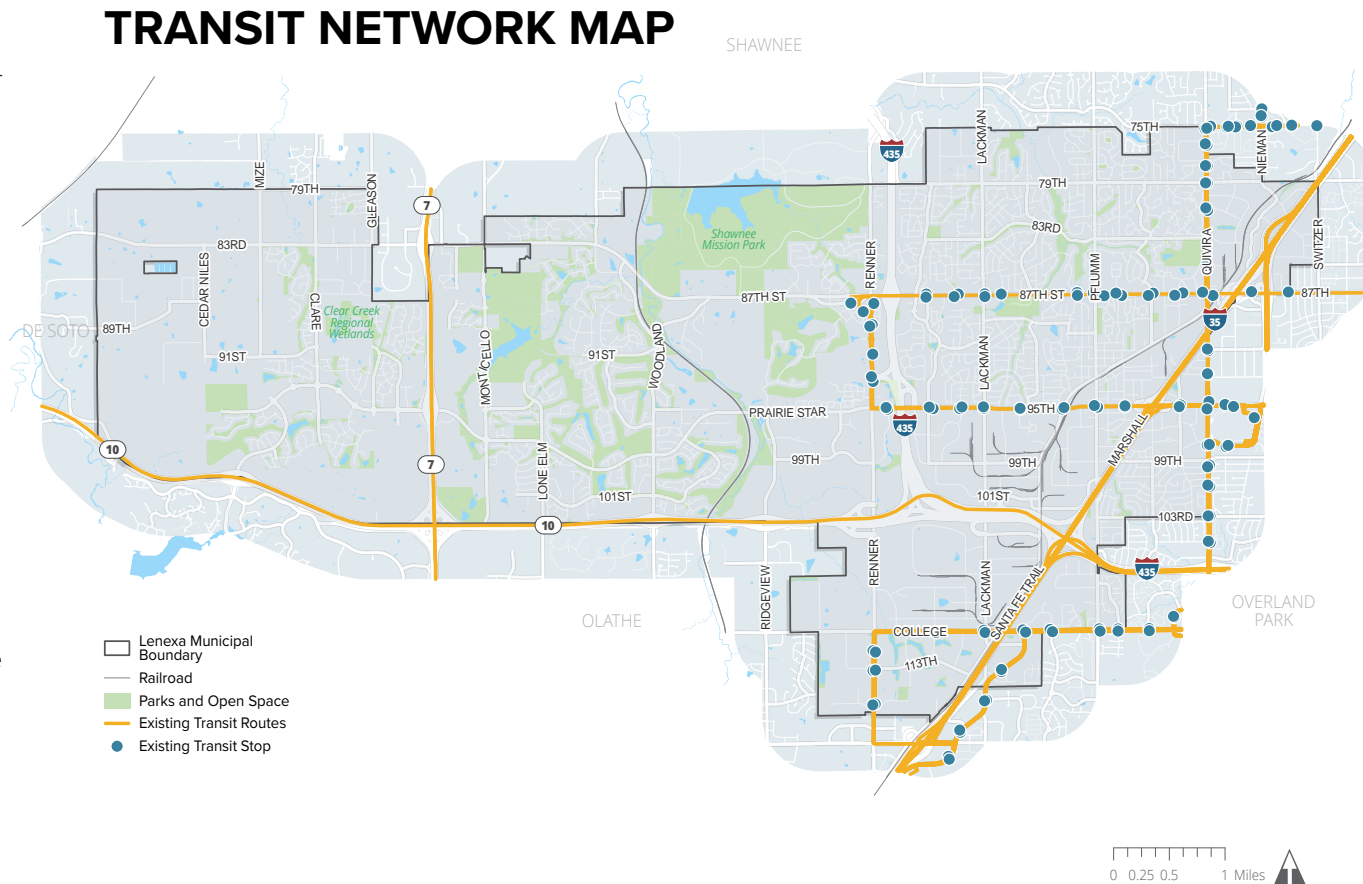 TRANSIT NETWORK MAP
SHAWNEE
75TH
NIEMAN
LACKMAN
435
MIZE
79TH
GLEASON
79TH
7
83RD
83RD
Shawnee
Mission Park
RENNER
QUIVIRA
SWITZER
PFLUMM
CEDAR NILES
CLARE
87TH ST
87TH ST
87TH
Clear Creek
Regional
Wetlands
DE SOTO
89TH
35
91ST
MONTICELLO
91ST
WOODLAND
LACKMAN
PRAIRIE STAR
95TH
435
MARSHALL
10
7
LONE ELM
99TH
99TH
99TH
101ST
101ST
10
103RD
RENNER
RIDGEVIEW
LACKMAN
SANTA FE TRAIL
435
OLATHE
OVERLAND
PARK
COLLEGE
113TH
Lenexa Municipal
Boundary
Railroad
Parks and Open Space
Existing Transit Routes
Existing Transit Stop
0 0.25 0.5 1 Miles